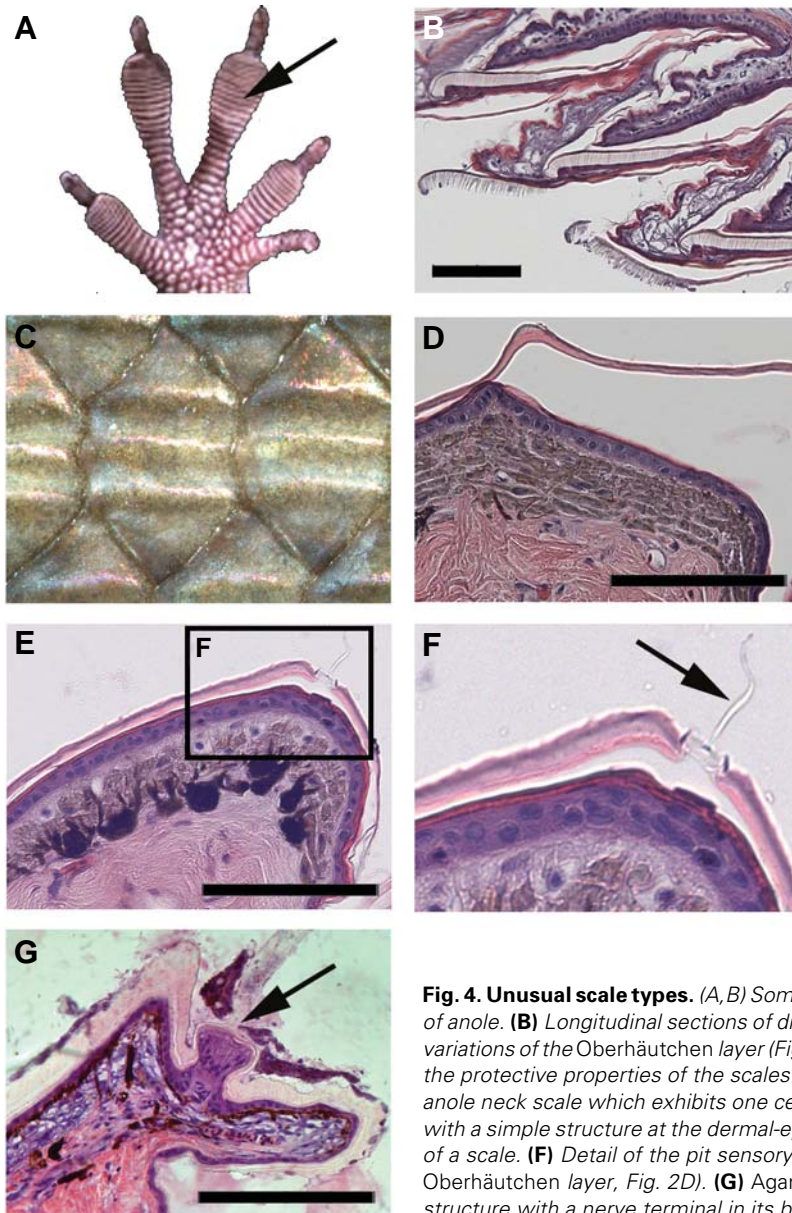 A
B
C
D
E
F
F
G
Fig. 4. Unusual scale types. (A,B) Som
of anole. (B) Longitudinal sections of di
variations of the Oberhäutchen layer (Fig
the protective properties of the scales
anole neck scale which exhibits one ce
with a simple structure at the dermal-e
of a scale. (F) Detail of the pit sensory
Oberhäutchen layer, Fig. 2D). (G) Agar
structure with a nerve terminal in its b